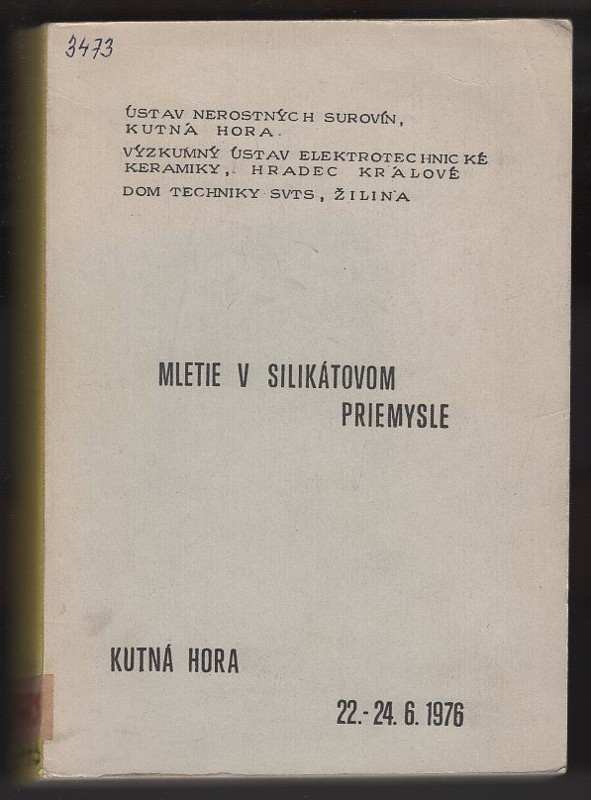 3473
ÚSTAV NEROSTNÝCH SUROVÍN,
KUTNÁ HORA.
VÝZKUMNÝ ÚSTAV ELEKTROTECHNICKÉ
KERAMIKY, HRADEC KRÁLOVÉ
DOM TECHNIKY SVTS, ŽILINA
MLETIE V SILIKÁTOVOM
PRIEMYSLE
KUTNÁ HORA
22.-24. 6. 1976